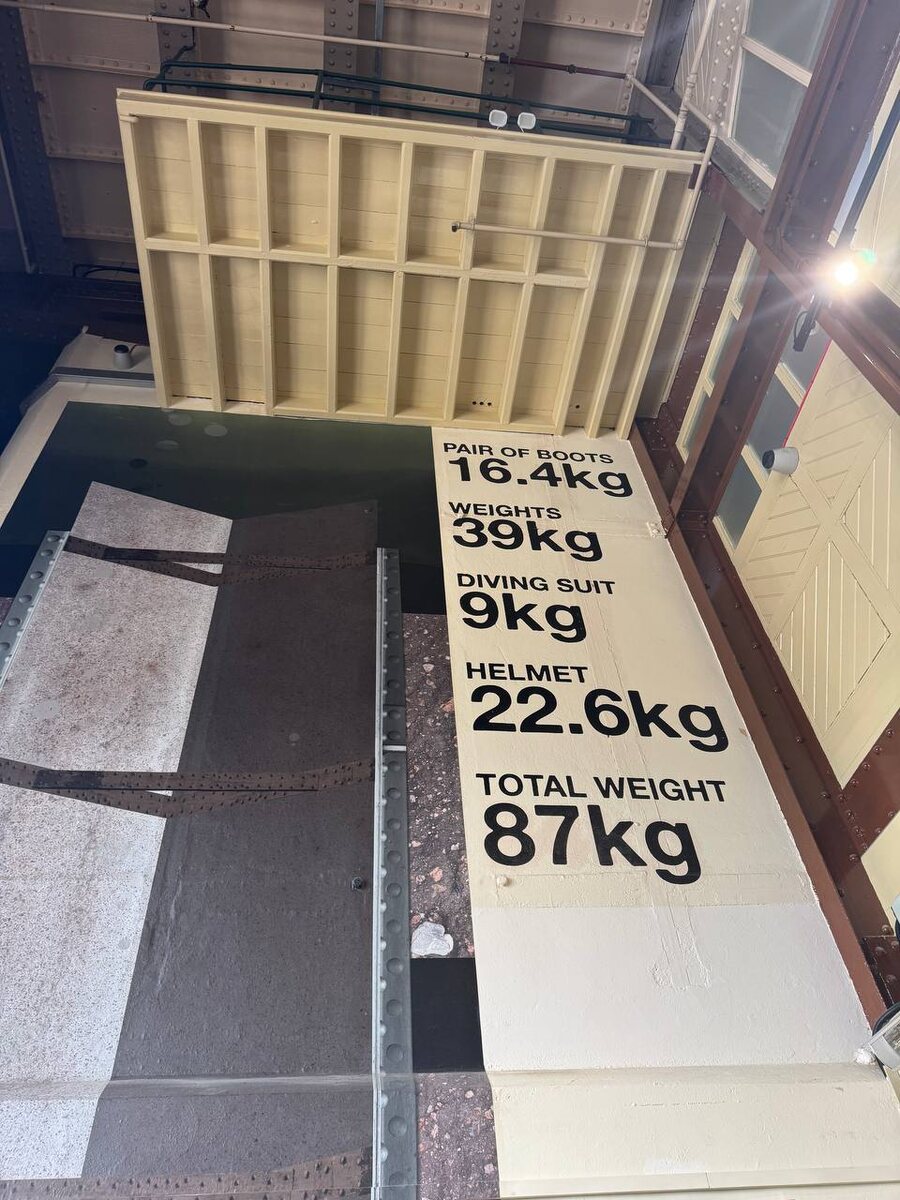 PAIR OF BOOTS
16.4kg
WEIGHTS
39kg
DIVING SUIT
9kg
HELMET
22.6kg
TOTAL WEIGHT
87kg